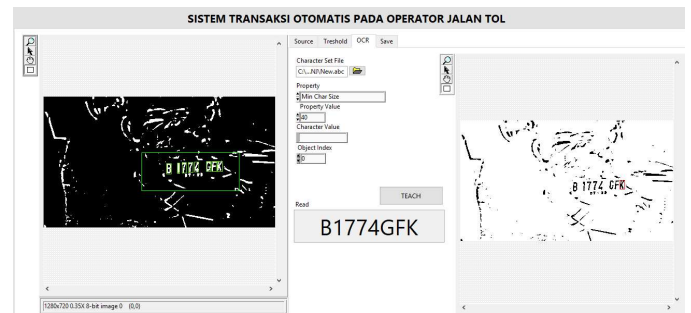 SISTEM TRANSAKSI OTOMATIS PADA OPERATOR JALAN TOL
Source Treshold OCR Save
Character Set File
C:\...NI\New.abc
Property
Min Char Size
Property Value
40
Character Value
Object Index
0
TEACH
Read
B1774GFK
B 1774 GFK
B 1774 GFK
1280x720 0.35X 8-bit image 0 (0,0)